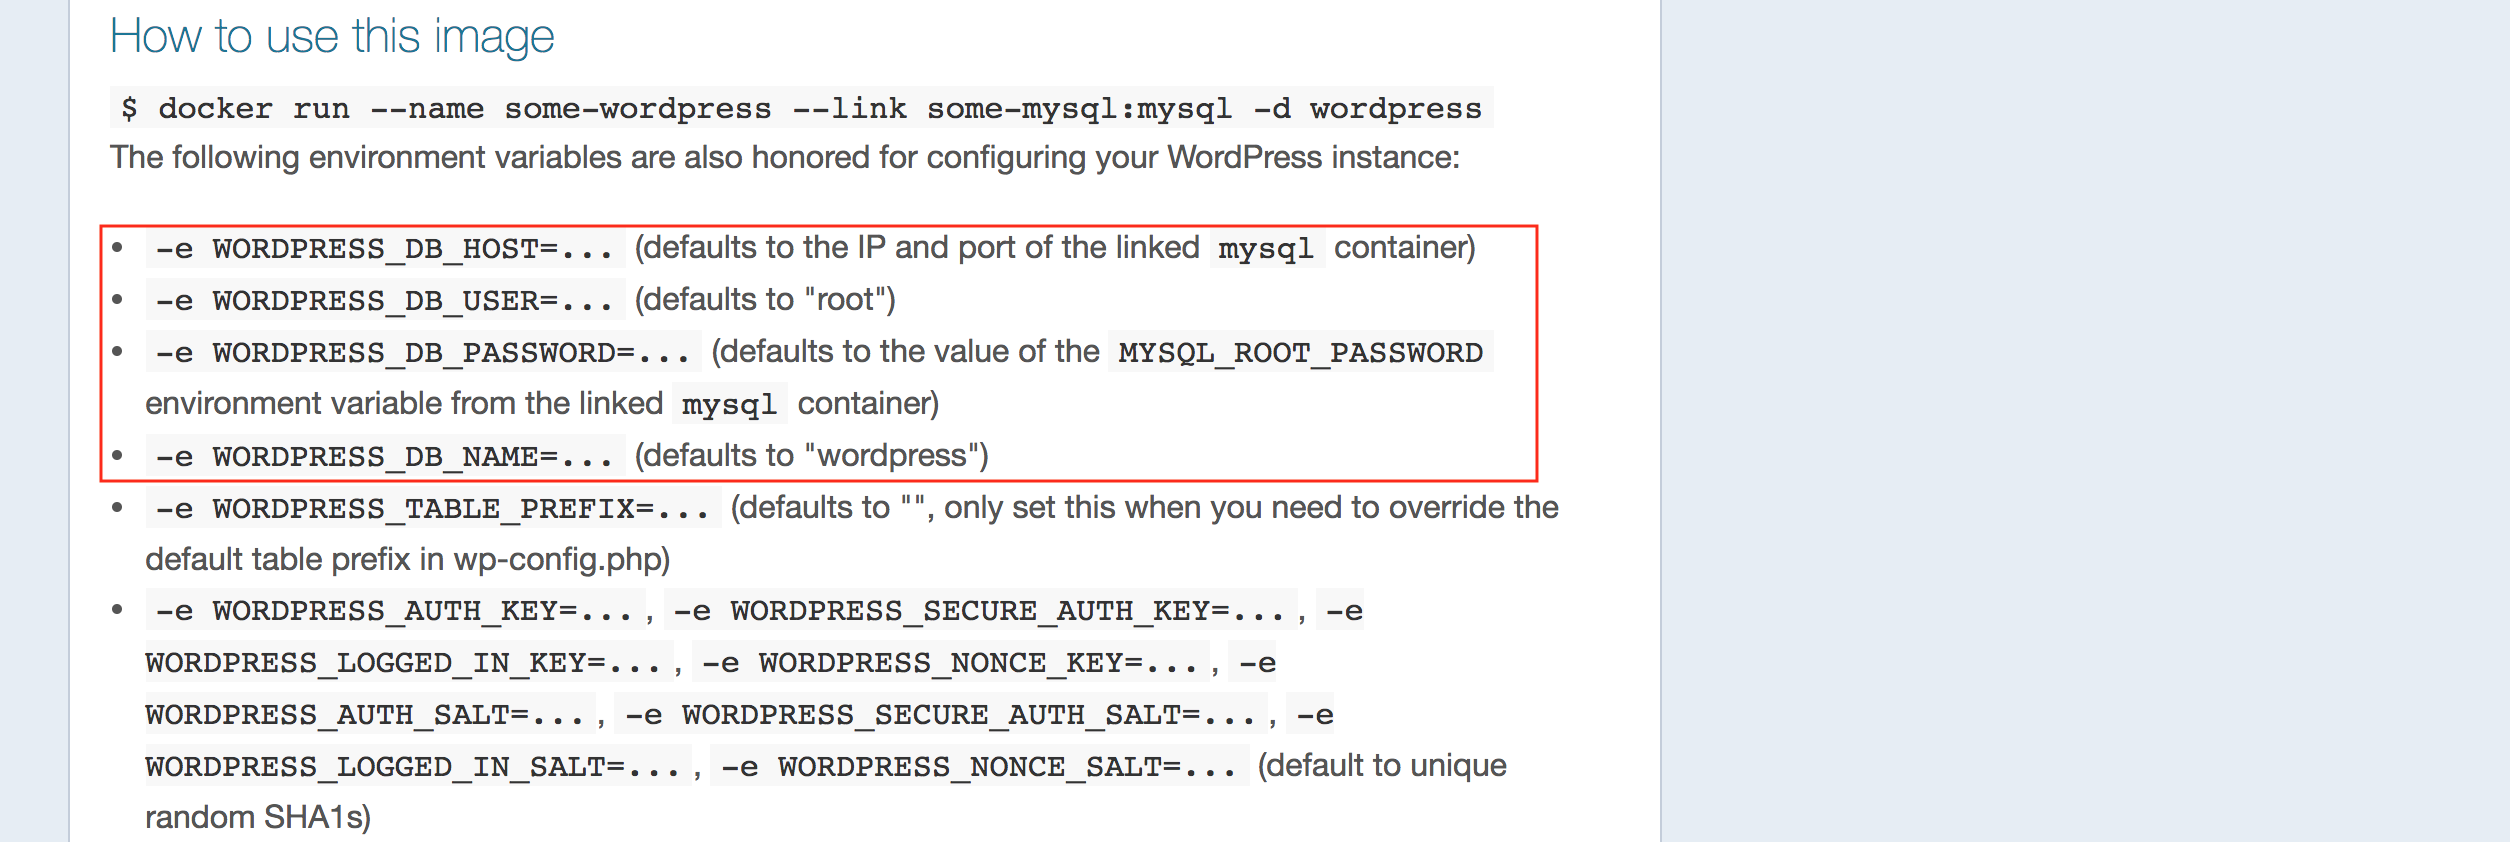 How to use this image
$ docker run --name some-wordpress --link some-mysql:mysql -d wordpress
The following environment variables are also honored for configuring your WordPress instance:
• -e WORDPRESS_DB_HOST=... (defaults to the IP and port of the linked mysql container)
• -e WORDPRESS_DB_USER=... (defaults to "root")
• -e WORDPRESS_DB_PASSWORD=... (defaults to the value of the MYSQL_ROOT_PASSWORD
environment variable from the linked mysql container)
• -e WORDPRESS_DB_NAME=... (defaults to "wordpress")
• -e WORDPRESS_TABLE_PREFIX=... (defaults to "", only set this when you need to override the
default table prefix in wp-config.php)
• -e WORDPRESS_AUTH_KEY=..., -e WORDPRESS_SECURE_AUTH_KEY=..., -e
WORDPRESS_LOGGED_IN_KEY=..., -e WORDPRESS_NONCE_KEY=..., -e
WORDPRESS_AUTH_SALT=..., -e WORDPRESS_SECURE_AUTH_SALT=..., -e
WORDPRESS_LOGGED_IN_SALT=..., -e WORDPRESS_NONCE_SALT=... (default to unique
random SHA1s)